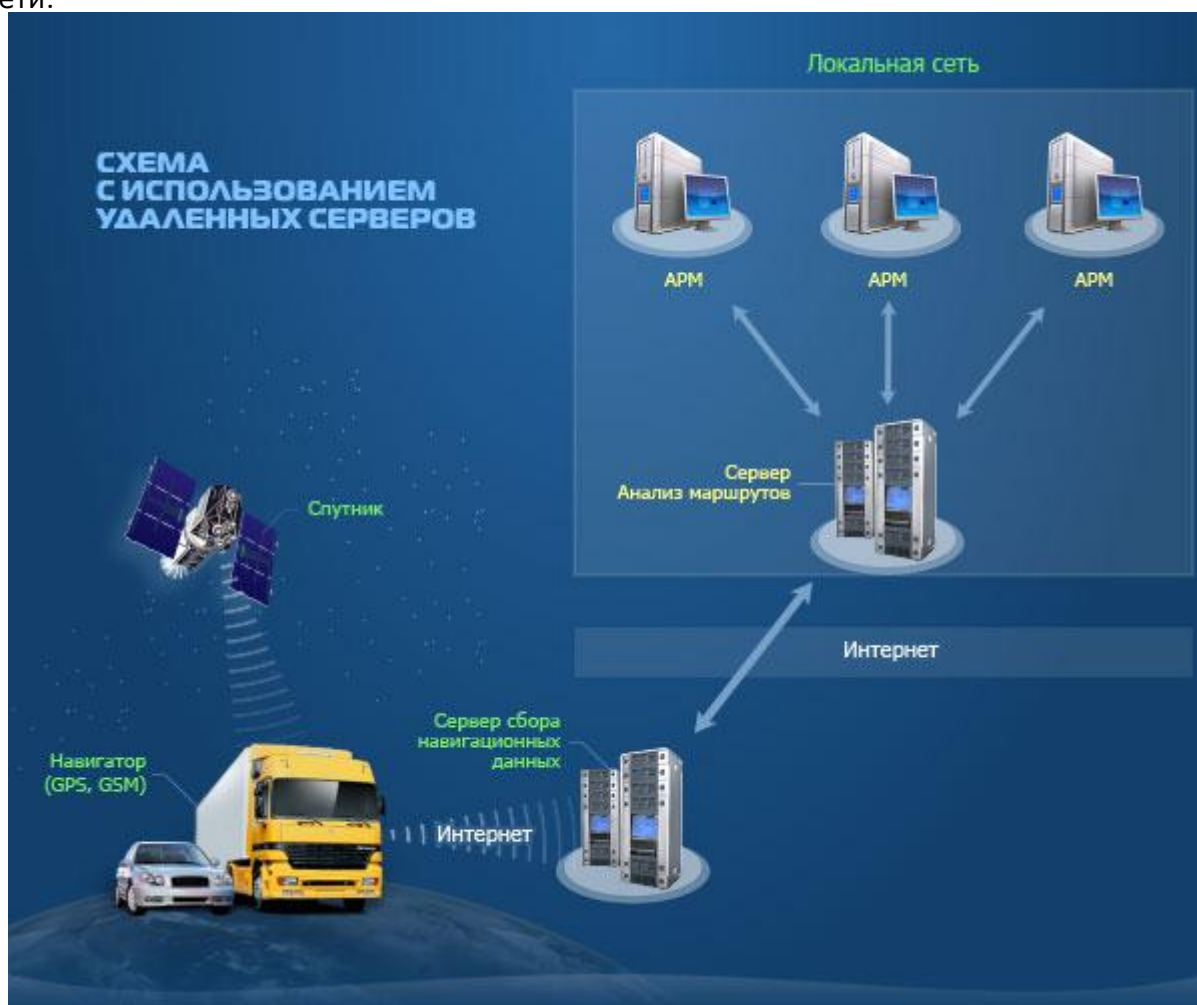 ети.
Локальная сеть
СХЕМА
С ИСПОЛЬЗОВАНИЕМ
УДАЛЕННЫХ СЕРВЕРОВ
АРМ
АРМ
АРМ
Сервер
Анализ маршрутов
Спутник
Интернет
Сервер сбора
навигационных
данных
Навигатор
(GPS, GSM)
Интернет